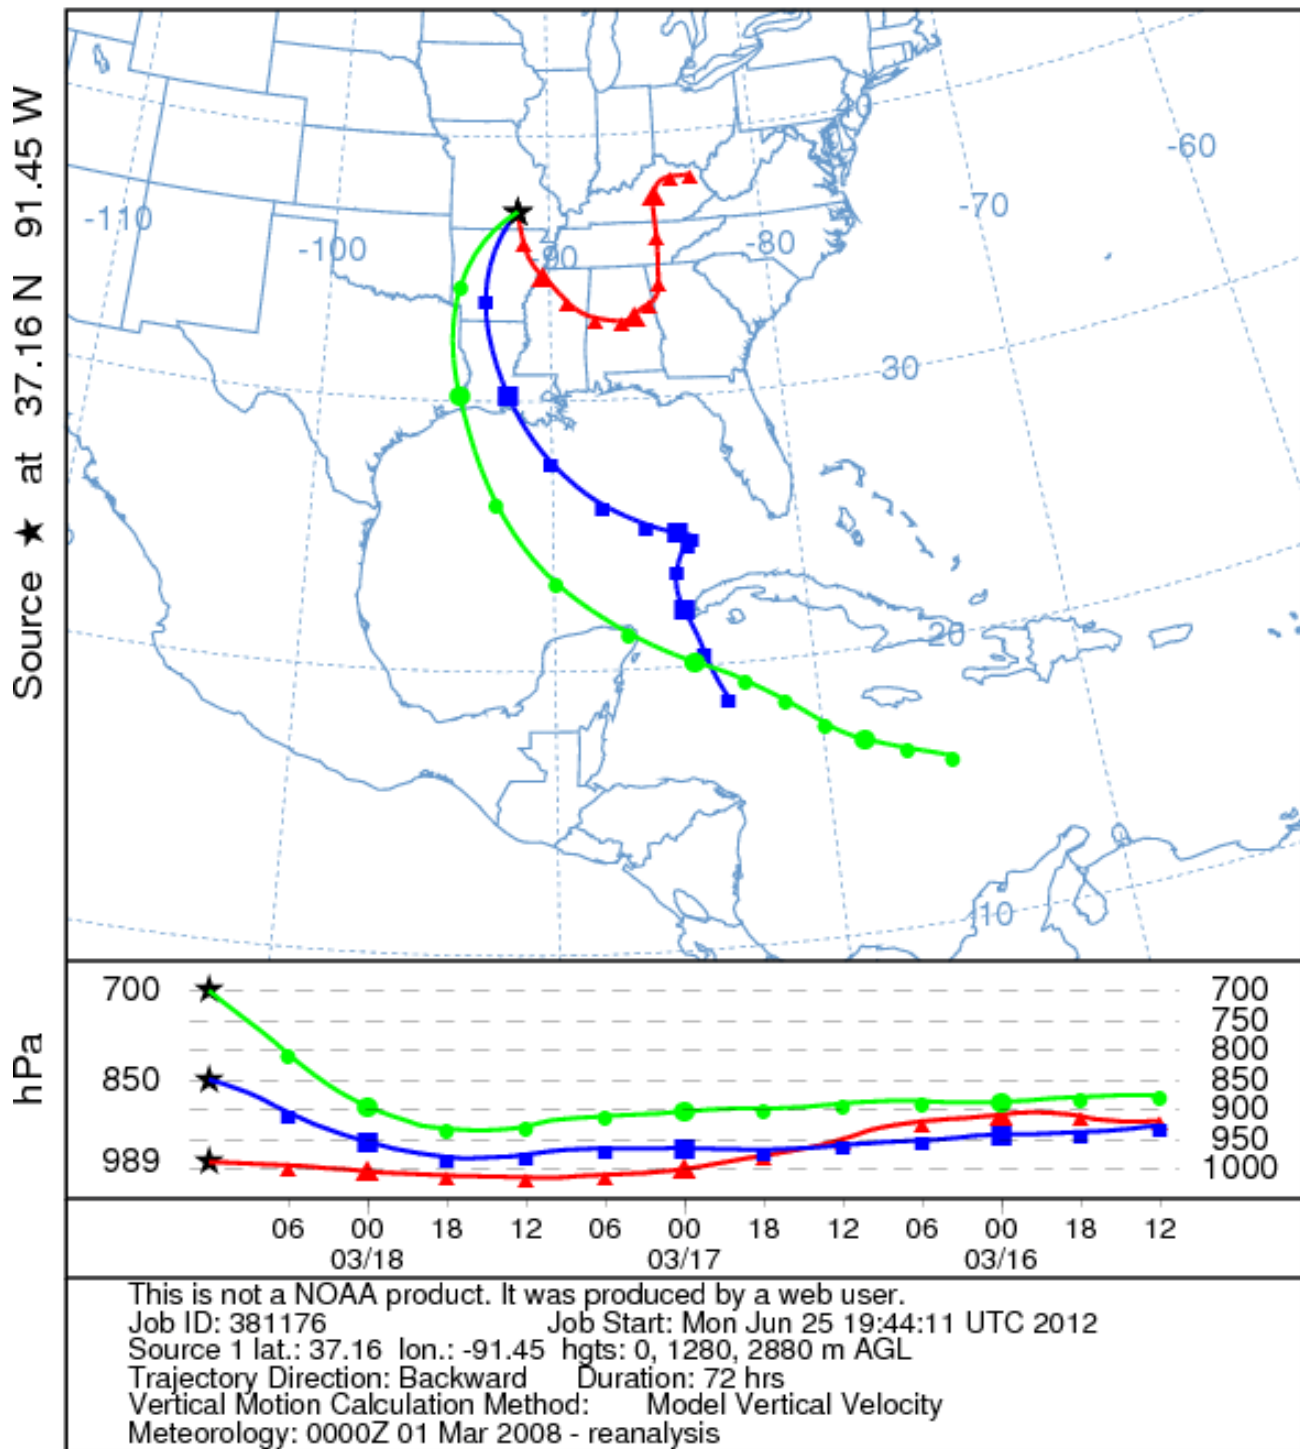 Source ★ at 37.16 N 91.45 W
-110
-100
-90
-80
-70
-60
40
30
20
10
hPa
700
850
989
700
750
800
850
900
950
1000
06 00 18 12 06 00 18 12 06 00 18 12
03/18 03/17 03/16
This is not a NOAA product. It was produced by a web user.
Job ID: 381176 Job Start: Mon Jun 25 19:44:11 UTC 2012
Source 1 lat.: 37.16 lon.: -91.45 hgts: 0, 1280, 2880 m AGL
Trajectory Direction: Backward Duration: 72 hrs
Vertical Motion Calculation Method: Model Vertical Velocity
Meteorology: 0000Z 01 Mar 2008 - reanalysis